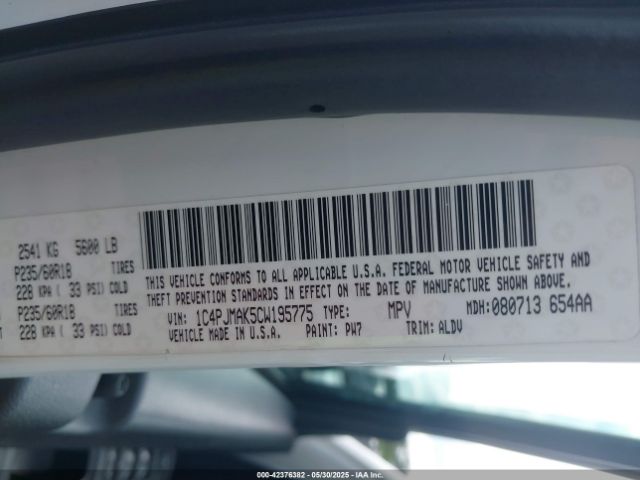 2541 KG 5600 LB
P235/60R18 TIRES
228 KPA ( 33 PSI) COLD
P235/60R18 TIRES
228 KPA ( 33 PSI) COLD
THIS VEHICLE CONFORMS TO ALL APPLICABLE U.S.A. FEDERAL MOTOR VEHICLE SAFETY AND
THEFT PREVENTION STANDARDS IN EFFECT ON THE DATE OF MANUFACTURE SHOWN ABOVE.
VIN: 1C4PJMAK5CW195775 TYPE: MPV MDH:080713 654AA
VEHICLE MADE IN U.S.A. PAINT: PW7 TRIM: ALDV
000-42376382 - 05/30/2025 - IAA Inc.